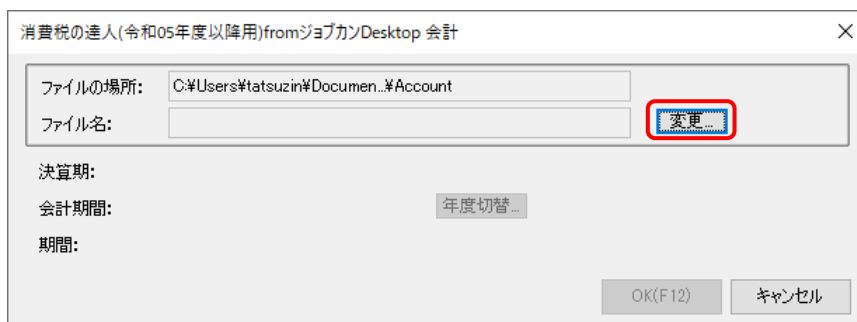 消費税の達人(令和05年度以降用)fromジョブカンDesktop 会計
ファイルの場所: C:¥Users¥tatsuzin¥Documen...¥Account
ファイル名: 変更...
決算期:
会計期間: 年度切替...
期間:
OK(F12) キャンセル